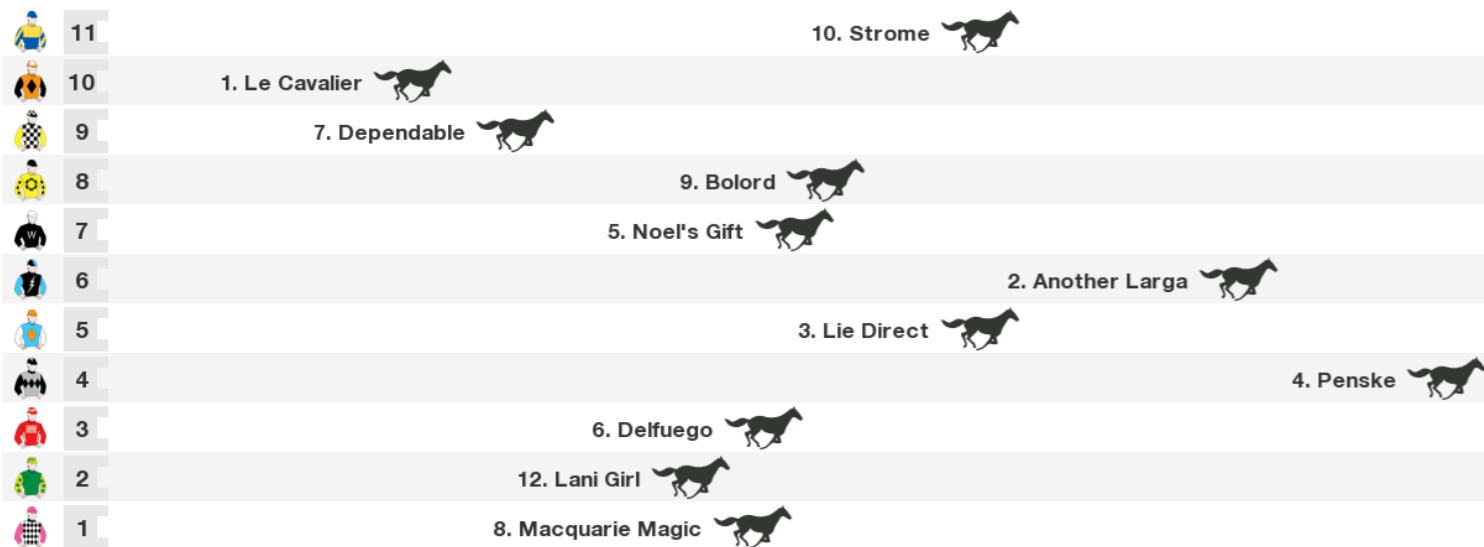 11 10. Strome
10 1. Le Cavalier
9 7. Dependable
8 9. Bolord
7 5. Noel's Gift
W
6 2. Another Larga
5 3. Lie Direct
4 4. Penske
3 6. Delfuego
2 12. Lani Girl
1 8. Macquarie Magic